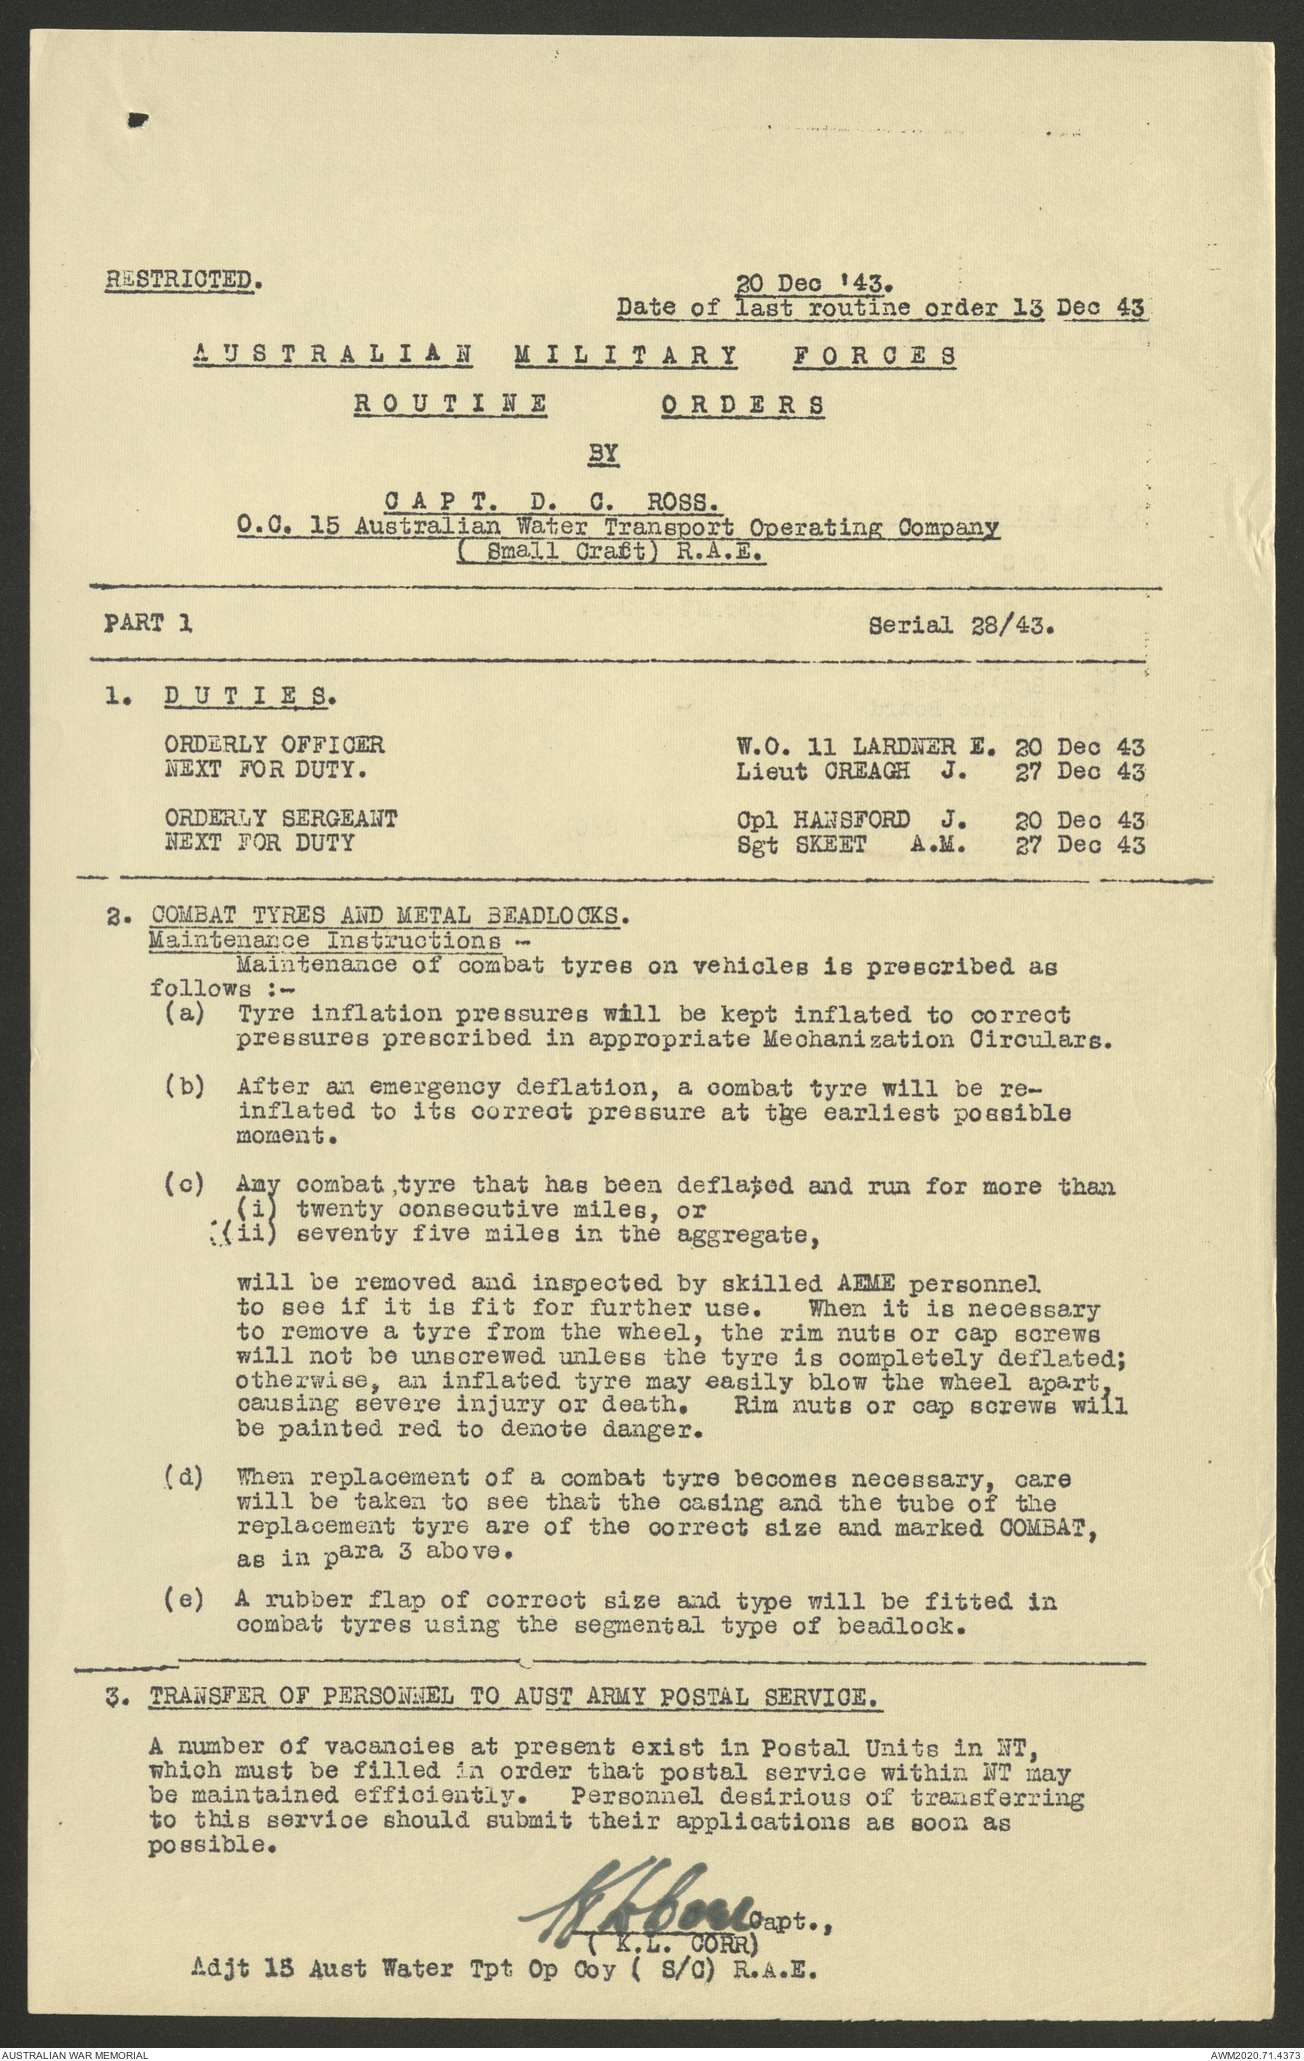 RESTRICTED.
20 Dec '43.
Date of last routine order 13 Dec 43
AUSTRALIAN MILITARY FORCES
ROUTINE ORDERS
BY
CAPT. D. C. ROSS.
O.C. 15 Australian Water Transport Operating Company
( Small Craft) R.A.E.
PART 1 Serial 28/43.
1. DUTIES.
ORDERLY OFFICER W.O. 11 LARDNER E. 20 Dec 43
NEXT FOR DUTY. Lieut CREAGH J. 27 Dec 43
ORDERLY SERGEANT Cpl HANSFORD J. 20 Dec 43
NEXT FOR DUTY Sgt SKEET A.M. 27 Dec 43
2. COMBAT TYRES AND METAL BEADLOCKS.
Maintenance Instructions -
Maintenance of combat tyres on vehicles is prescribed as
follows :-
(a) Tyre inflation pressures will be kept inflated to correct
pressures prescribed in appropriate Mechanization Circulars.
(b) After an emergency deflation, a combat tyre will be re-
inflated to its correct pressure at the earliest possible
moment.
(c) Any combat tyre that has been deflated and run for more than
(i) twenty consecutive miles, or
(ii) seventy five miles in the aggregate,
will be removed and inspected by skilled AEME personnel
to see if it is fit for further use. When it is necessary
to remove a tyre from the wheel, the rim nuts or cap screws
will not be unscrewed unless the tyre is completely deflated;
otherwise, an inflated tyre may easily blow the wheel apart,
causing severe injury or death. Rim nuts or cap screws will
be painted red to denote danger.
(d) When replacement of a combat tyre becomes necessary, care
will be taken to see that the casing and the tube of the
replacement tyre are of the correct size and marked COMBAT,
as in para 3 above.
(e) A rubber flap of correct size and type will be fitted in
combat tyres using the segmental type of beadlock.
3. TRANSFER OF PERSONNEL TO AUST ARMY POSTAL SERVICE.
A number of vacancies at present exist in Postal Units in NT,
which must be filled in order that postal service within NT may
be maintained efficiently. Personnel desirious of transferring
to this service should submit their applications as soon as
possible.
KLCorr Capt.,
( K.L. CORR)
Adjt 15 Aust Water Tpt Op Coy ( S/C) R.A.E.
AUSTRALIAN WAR MEMORIAL AWM2020.71.4373